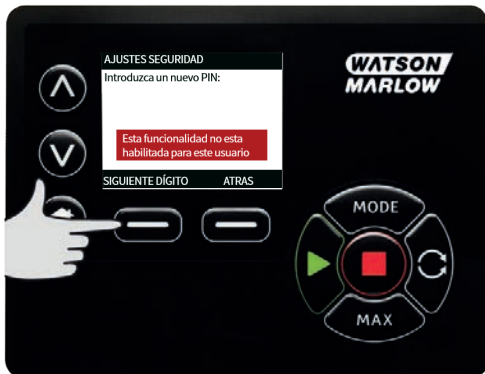 AJUSTES SEGURIDAD
Introduzca un nuevo PIN:
Esta funcionalidad no esta
habilitada para este usuario
SIGUIENTE DÍGITO ATRAS
WATSON
MARLOW
MODE
MAX